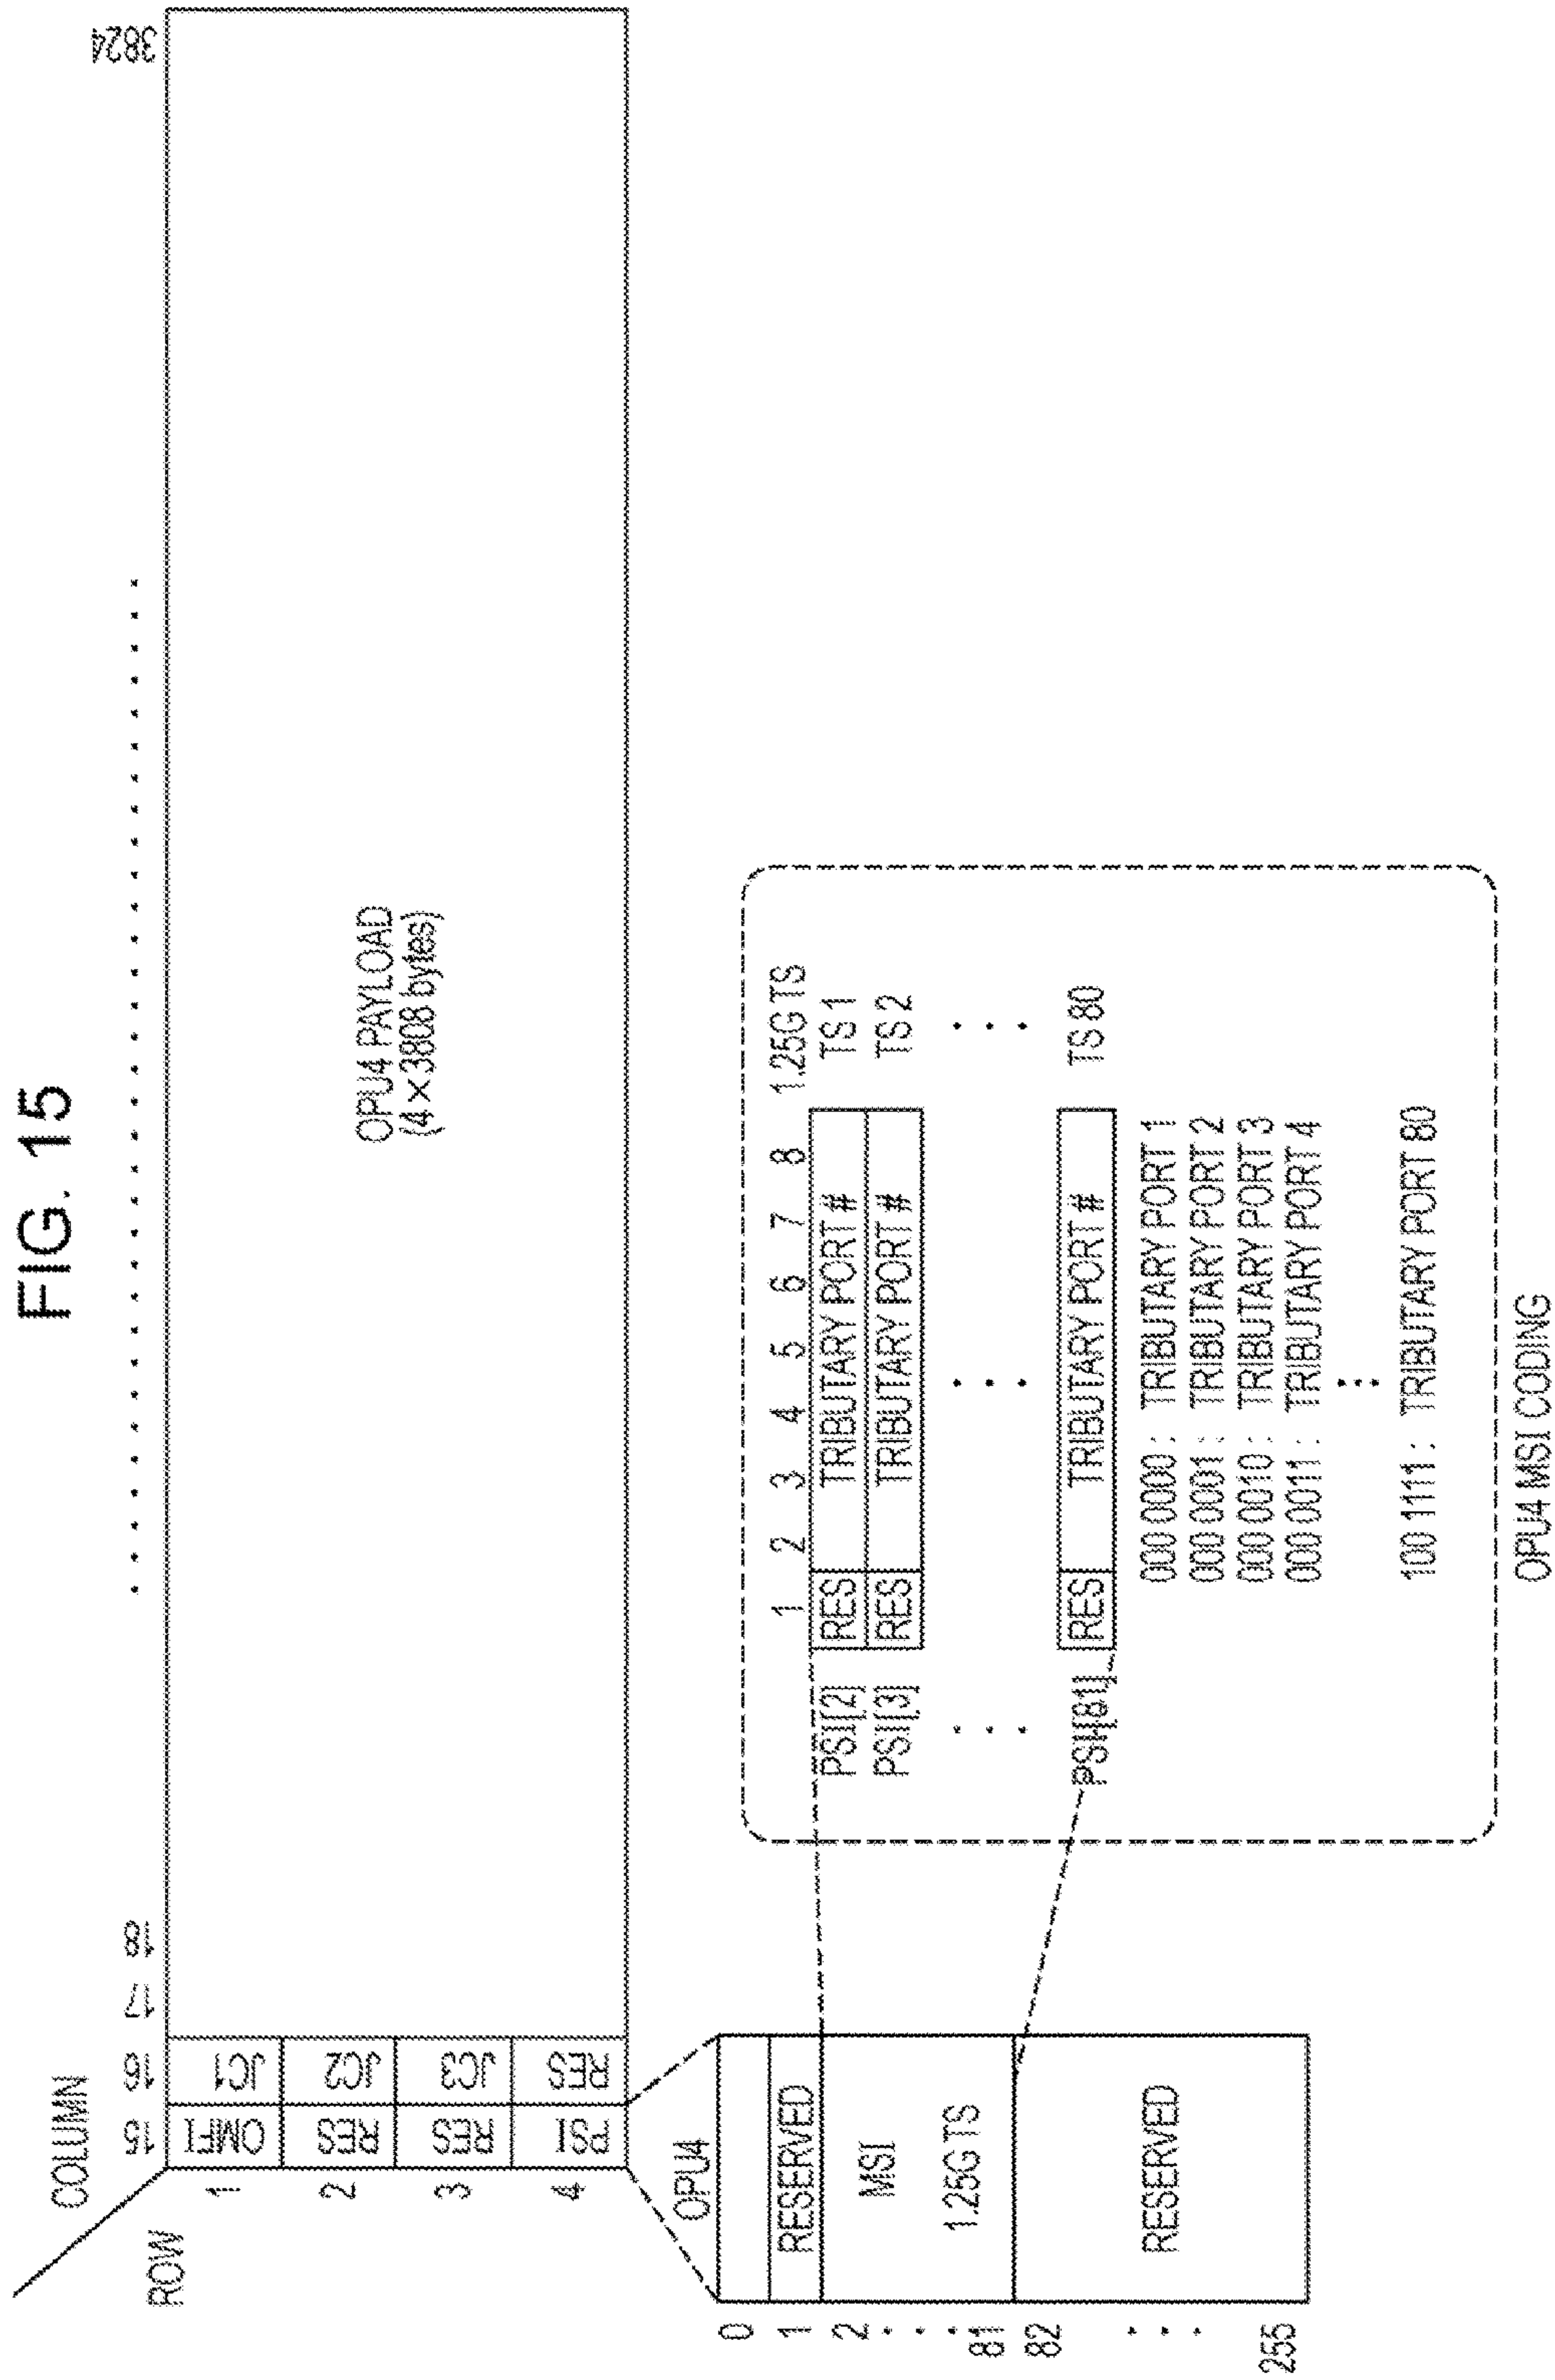 FIG. 15
COLUMN
ROW
15 16 17 18 3824
1 OMFI JC1
2 RES JC2
3 RES JC3
4 PSI RES
OPU4 PAYLOAD
(4×3808 bytes)
OPU4
0
1 RESERVED
2 MSI
81 1.25G TS
82
RESERVED
255
1 2 3 4 5 6 7 8 1.25G TS
PSI[2] RES TRIBUTARY PORT # TS 1
PSI[3] RES TRIBUTARY PORT # TS 2
PSI[81] RES TRIBUTARY PORT # TS 80
000 0000 : TRIBUTARY PORT 1
000 0001 : TRIBUTARY PORT 2
000 0010 : TRIBUTARY PORT 3
000 0011 : TRIBUTARY PORT 4
100 1111 : TRIBUTARY PORT 80
OPU4 MSI CODING